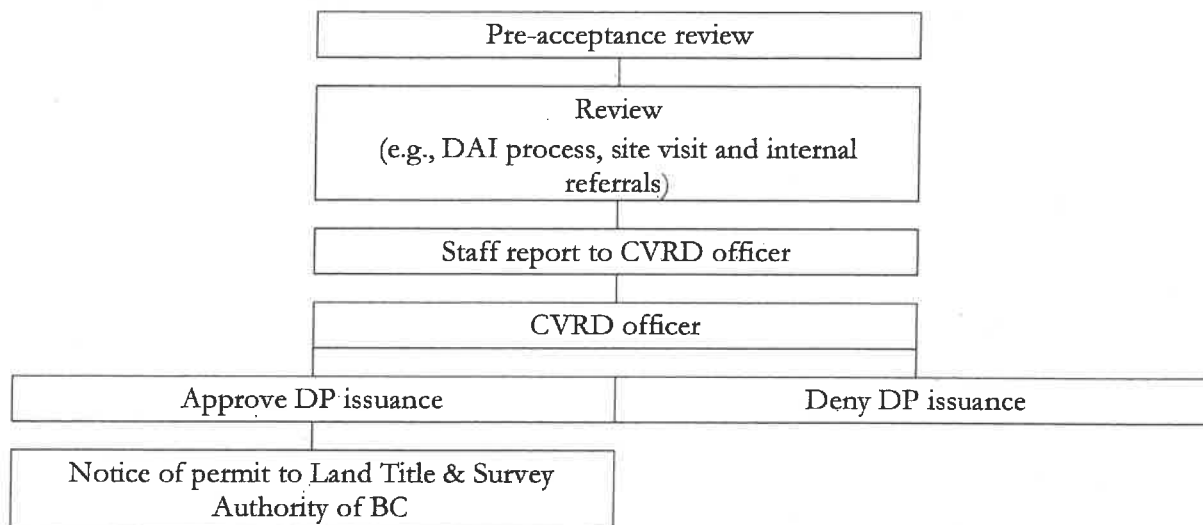 Pre-acceptance review
Review
(e.g., DAI process, site visit and internal
referrals)
Staff report to CVRD officer
CVRD officer
Approve DP issuance
Deny DP issuance
Notice of permit to Land Title & Survey
Authority of BC